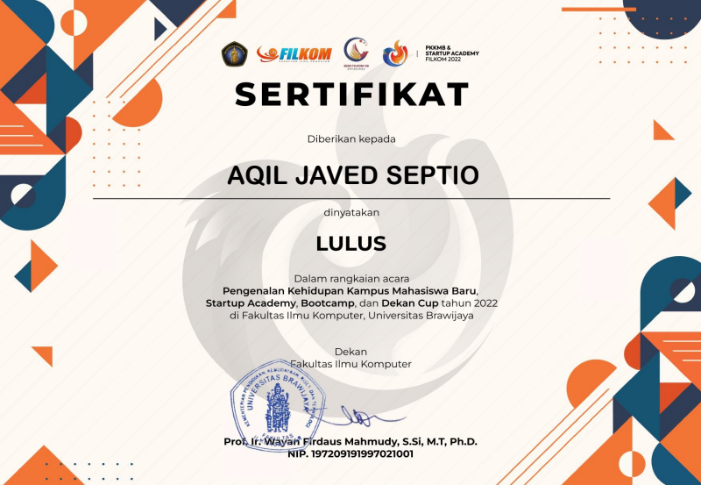 FILKOM
PKKMB &
STARTUP ACADEMY
FILKOM 2022
SERTIFIKAT
Diberikan kepada
AQIL JAVED SEPTIO
dinyatakan
LULUS
Dalam rangkaian acara
Pengenalan Kehidupan Kampus Mahasiswa Baru,
Startup Academy, Bootcamp, dan Dekan Cup tahun 2022
di Fakultas Ilmu Komputer, Universitas Brawijaya
Dekan
Fakultas Ilmu Komputer
UNIVERSITAS BRAWIJAYA
Prof. Ir. Wayan Firdaus Mahmudy, S.Si, M.T, Ph.D.
NIP. 197209191997021001